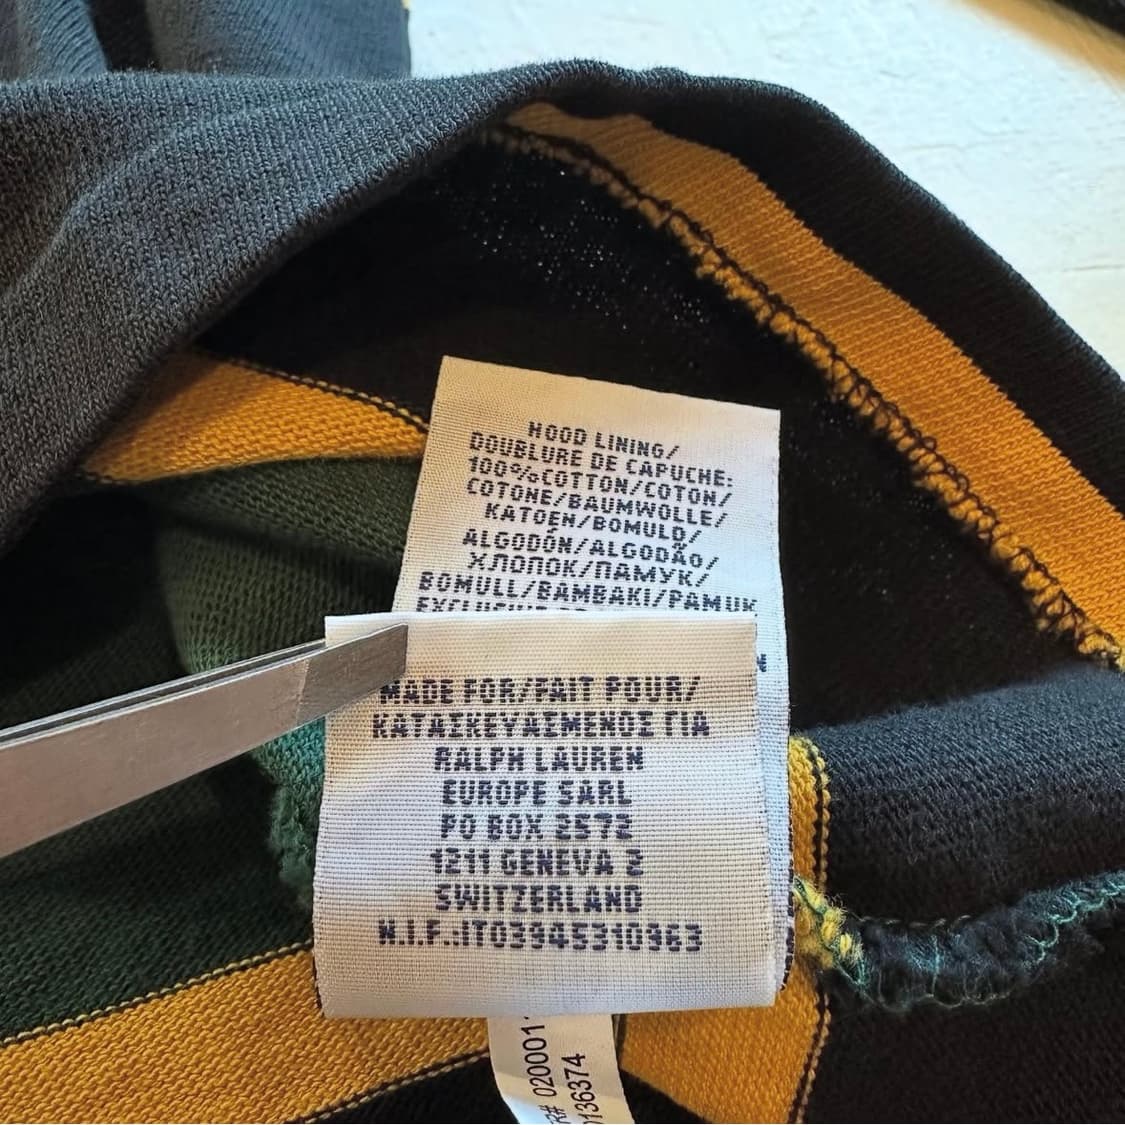 HOOD LINING/
DOUBLURE DE CAPUCHE:
100%COTTON/COTON/
COTONE/BAUMWOLLE/
KATOEN/BOMULD/
ALGODÓN/ALGODÃO/
ХЛОПОК/ПАМУК/
BOMULL/BAMBAKI/PAMUK
MADE FOR/FAIT POUR/
ΚΑΤΑΣΚΕΥΑΣΜΕΝΟΣ ΓΙΑ
RALPH LAUREN
EUROPE SARL
PO BOX 2572
1211 GENEVA 2
SWITZERLAND
N.I.F.:IT03945310963